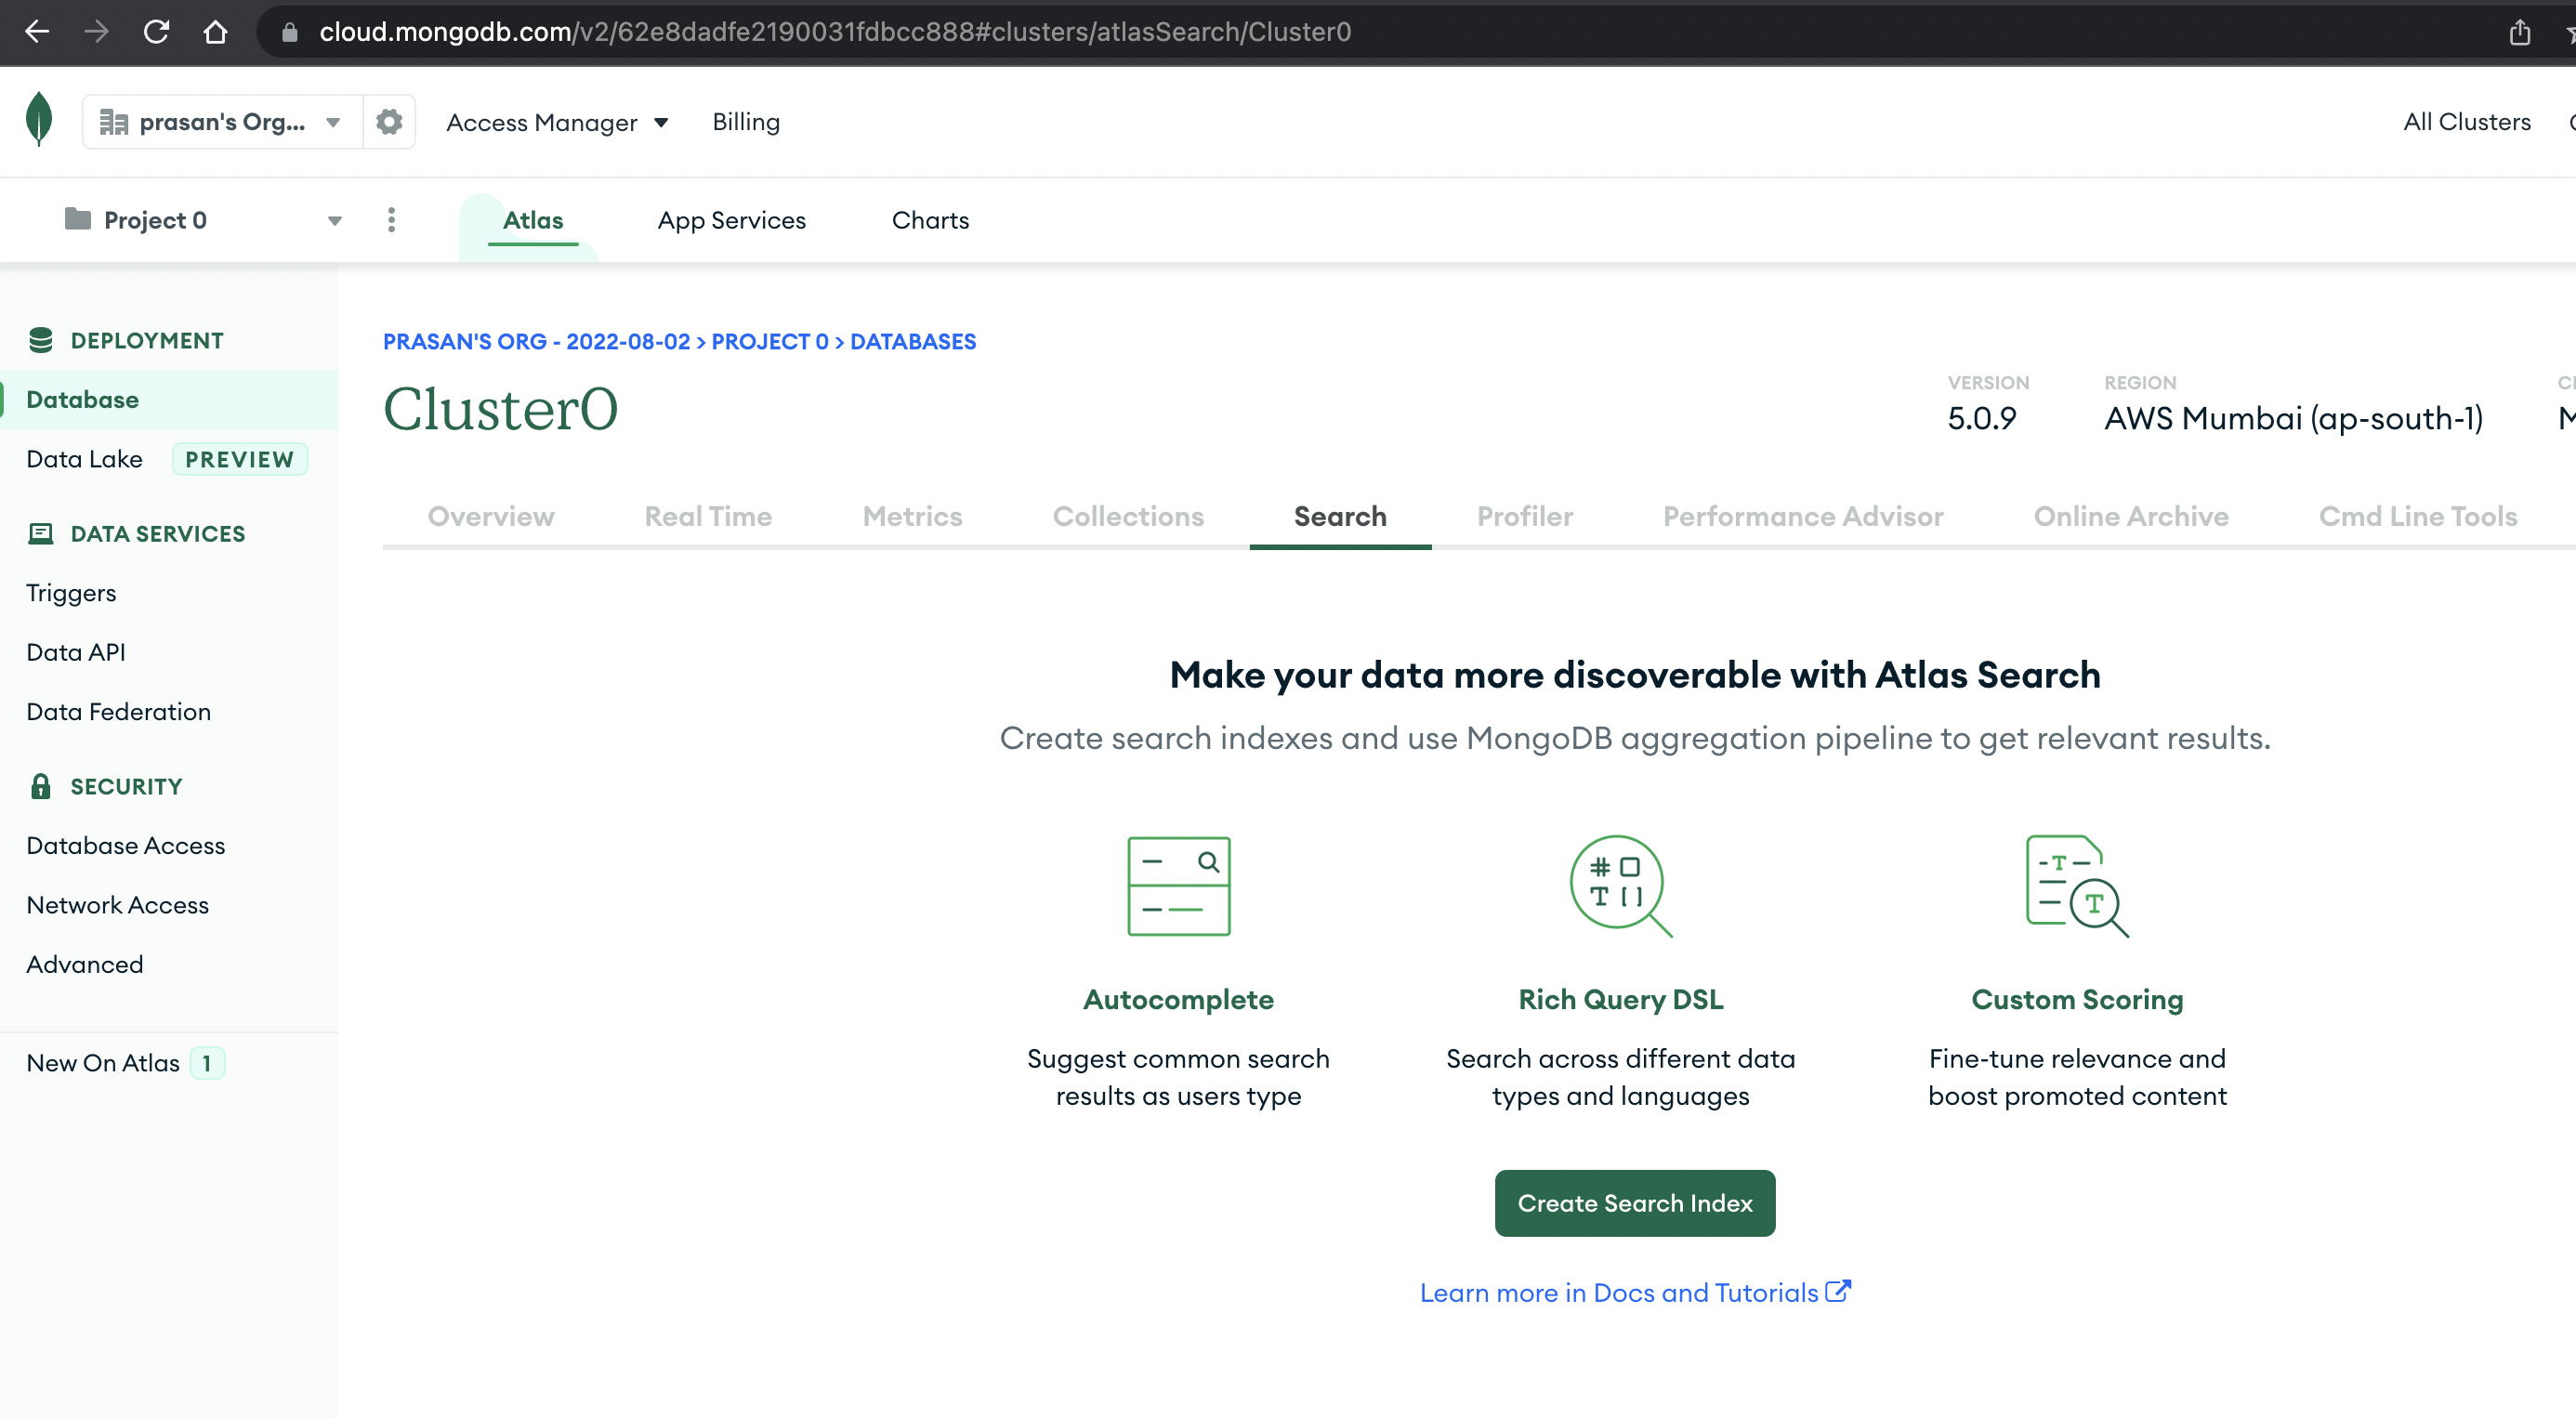 cloud.mongodb.com/v2/62e8dadfe2190031fdbcc888#clusters/atlasSearch/Cluster0
prasan's Org... Access Manager Billing All Clusters
Project 0 Atlas App Services Charts
DEPLOYMENT
Database
Data Lake PREVIEW
DATA SERVICES
Triggers
Data API
Data Federation
SECURITY
Database Access
Network Access
Advanced
New On Atlas 1
PRASAN'S ORG - 2022-08-02 > PROJECT 0 > DATABASES
Cluster0
VERSION
5.0.9
REGION
AWS Mumbai (ap-south-1)
Overview Real Time Metrics Collections Search Profiler Performance Advisor Online Archive Cmd Line Tools
Make your data more discoverable with Atlas Search
Create search indexes and use MongoDB aggregation pipeline to get relevant results.
Autocomplete
Suggest common search
results as users type
Rich Query DSL
Search across different data
types and languages
Custom Scoring
Fine-tune relevance and
boost promoted content
Create Search Index
Learn more in Docs and Tutorials